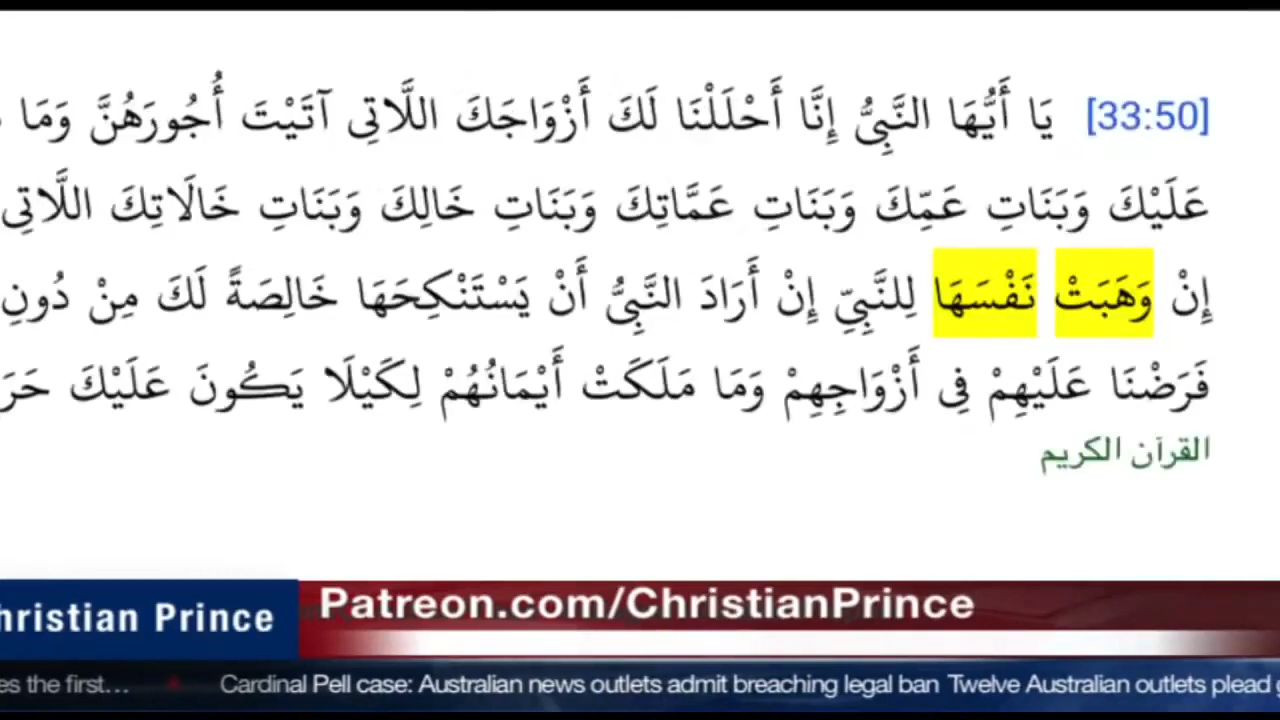 [33:50] يَا أَيُّهَا النَّبِىُّ إِنَّا أَحْلَلْنَا لَكَ أَزْوَاجَكَ اللَّاتِى آتَيْتَ أُجُورَهُنَّ وَمَا
عَلَيْكَ وَبَنَاتِ عَمِّكَ وَبَنَاتِ عَمَّاتِكَ وَبَنَاتِ خَالِكَ وَبَنَاتِ خَالَاتِكَ اللَّاتِى
إِنْ وَهَبَتْ نَفْسَهَا لِلنَّبِىِّ إِنْ أَرَادَ النَّبِىُّ أَنْ يَسْتَنْكِحَهَا خَالِصَةً لَكَ مِنْ دُونِ
فَرَضْنَا عَلَيْهِمْ فِى أَزْوَاجِهِمْ وَمَا مَلَكَتْ أَيْمَانُهُمْ لِكَيْلَا يَكُونَ عَلَيْكَ حَرَ
القرآن الكريم
hristian Prince
Patreon.com/ChristianPrince
es the first... Cardinal Pell case: Australian news outlets admit breaching legal ban Twelve Australian outlets plead